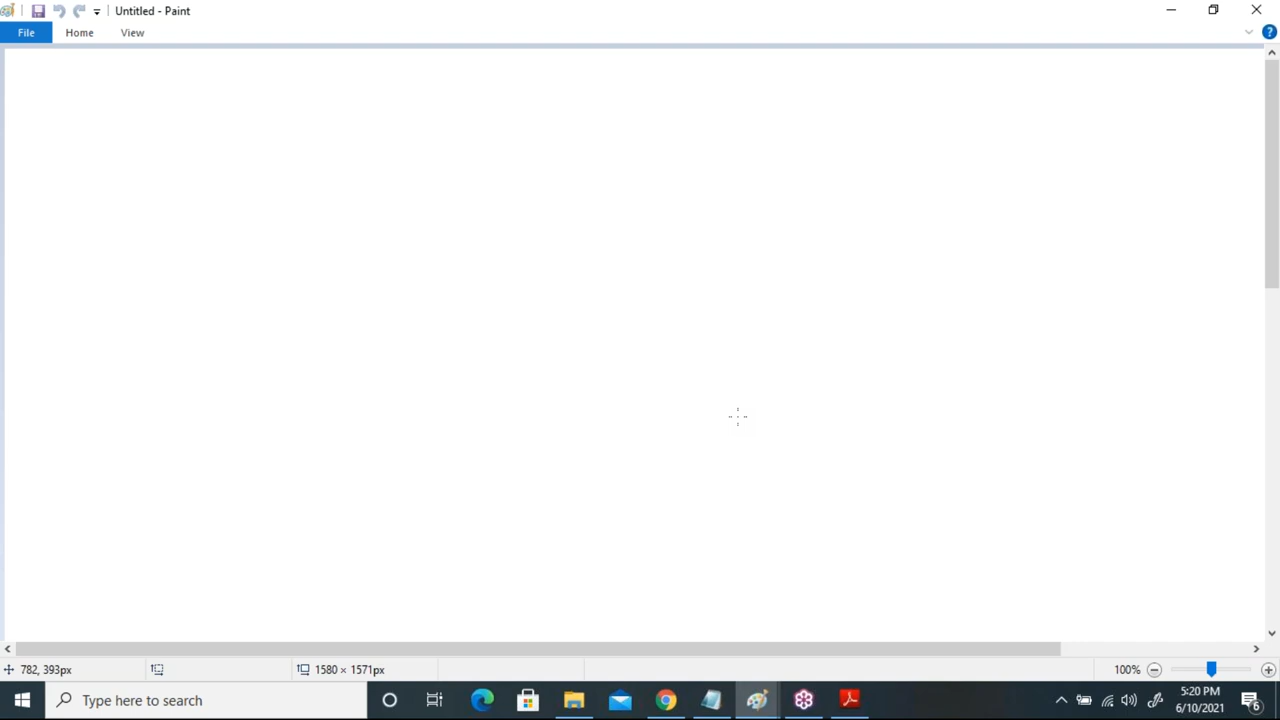 Untitled - Paint
File Home View
782, 393px 1580 × 1571px 100%
Type here to search
5:20 PM
6/10/2021
6